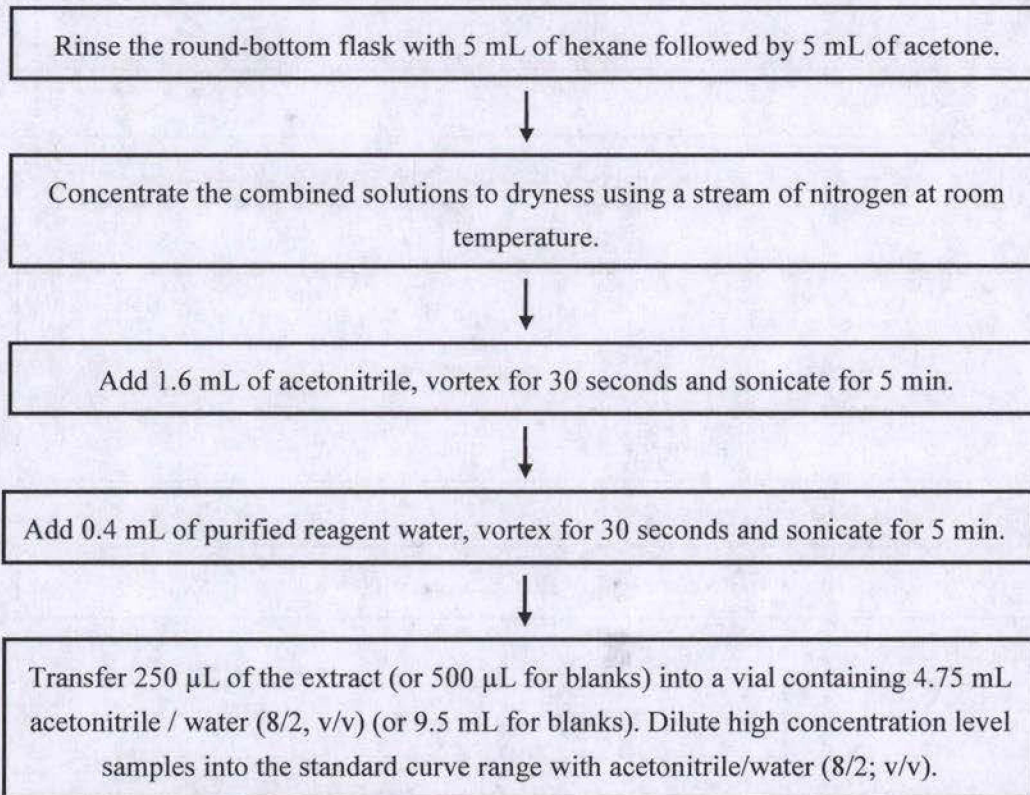 Rinse the round-bottom flask with 5 mL of hexane followed by 5 mL of acetone.
Concentrate the combined solutions to dryness using a stream of nitrogen at room
temperature.
Add 1.6 mL of acetonitrile, vortex for 30 seconds and sonicate for 5 min.
Add 0.4 mL of purified reagent water, vortex for 30 seconds and sonicate for 5 min.
Transfer 250 µL of the extract (or 500 µL for blanks) into a vial containing 4.75 mL
acetonitrile / water (8/2, v/v) (or 9.5 mL for blanks). Dilute high concentration level
samples into the standard curve range with acetonitrile/water (8/2; v/v).